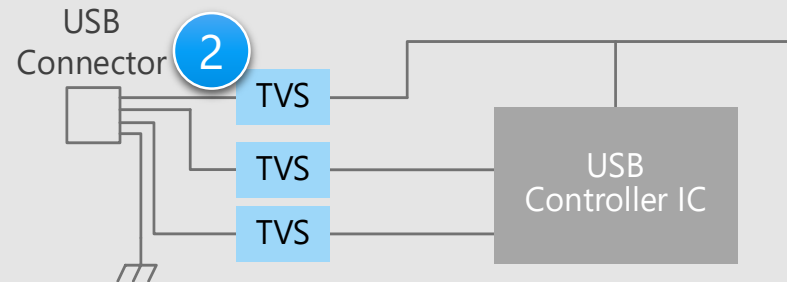 USB
Connector
2
TVS
TVS
TVS
USB
Controller IC